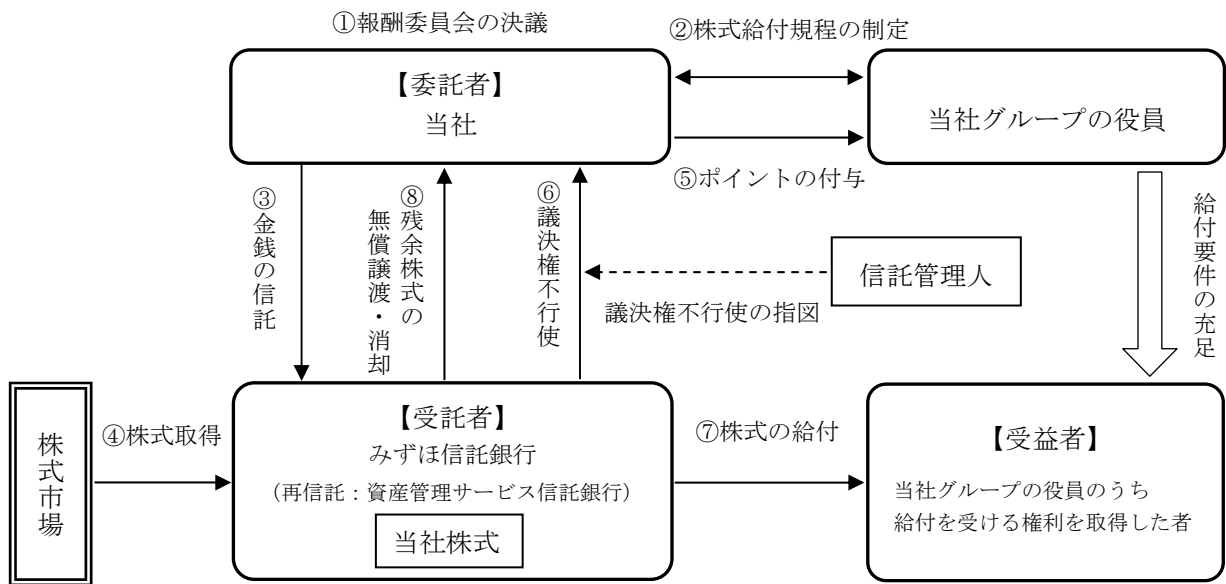 ①報酬委員会の決議
②株式給付規程の制定
【委託者】
当社
当社グループの役員
⑤ポイントの付与
③金銭の信託
⑧残余株式の
無償譲渡・消却
⑥議決権不行使
信託管理人
議決権不行使の指図
給付要件の充足
株式市場
④株式取得
【受託者】
みずほ信託銀行
(再信託:資産管理サービス信託銀行)
当社株式
⑦株式の給付
【受益者】
当社グループの役員のうち
給付を受ける権利を取得した者